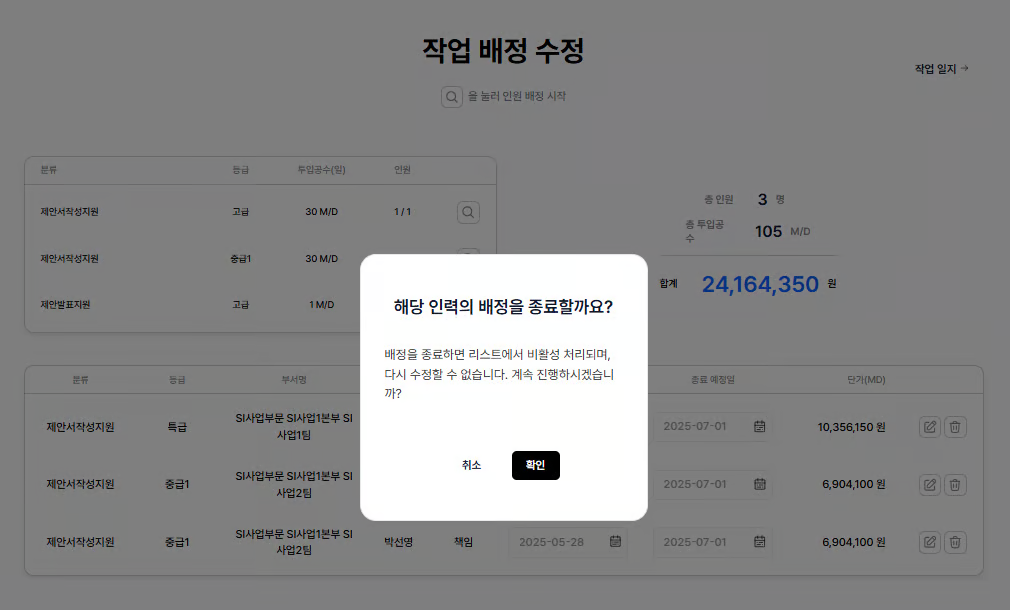 작업 배정 수정
작업 일지 →
을 눌러 인원 배정 시작
분류 등급 투입공수(일) 인원
제안서작성지원 고급 30 M/D 1 / 1
제안서작성지원 중급1 30 M/D
제안발표지원 고급 1 M/D
총 인원 3 명
총 투입공
수 105 M/D
합계 24,164,350 원
해당 인력의 배정을 종료할까요?
배정을 종료하면 리스트에서 비활성 처리되며,
다시 수정할 수 없습니다. 계속 진행하시겠습니
까?
취소 확인
분류 등급 부서명 종료 예정일 단가(MD)
제안서작성지원 특급 SI사업부문 SI사업1본부 SI
사업1팀 2025-07-01 10,356,150 원
제안서작성지원 중급1 SI사업부문 SI사업1본부 SI
사업2팀 2025-07-01 6,904,100 원
제안서작성지원 중급1 SI사업부문 SI사업1본부 SI
사업2팀 박선영 책임 2025-05-28 2025-07-01 6,904,100 원